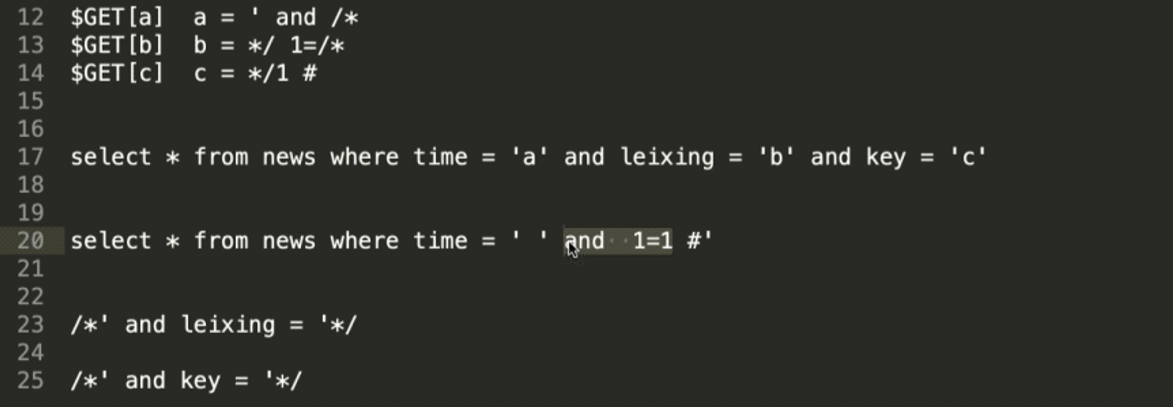 12 $GET[a]  a = ' and /*
13 $GET[b]  b = */ 1=/*
14 $GET[c]  c = */1 #
15
16
17 select * from news where time = 'a' and leixing = 'b' and key = 'c'
18
19
20 select * from news where time = ' ' and  1=1 #'
21
22
23 /*' and leixing = '*/
24
25 /*' and key = '*/